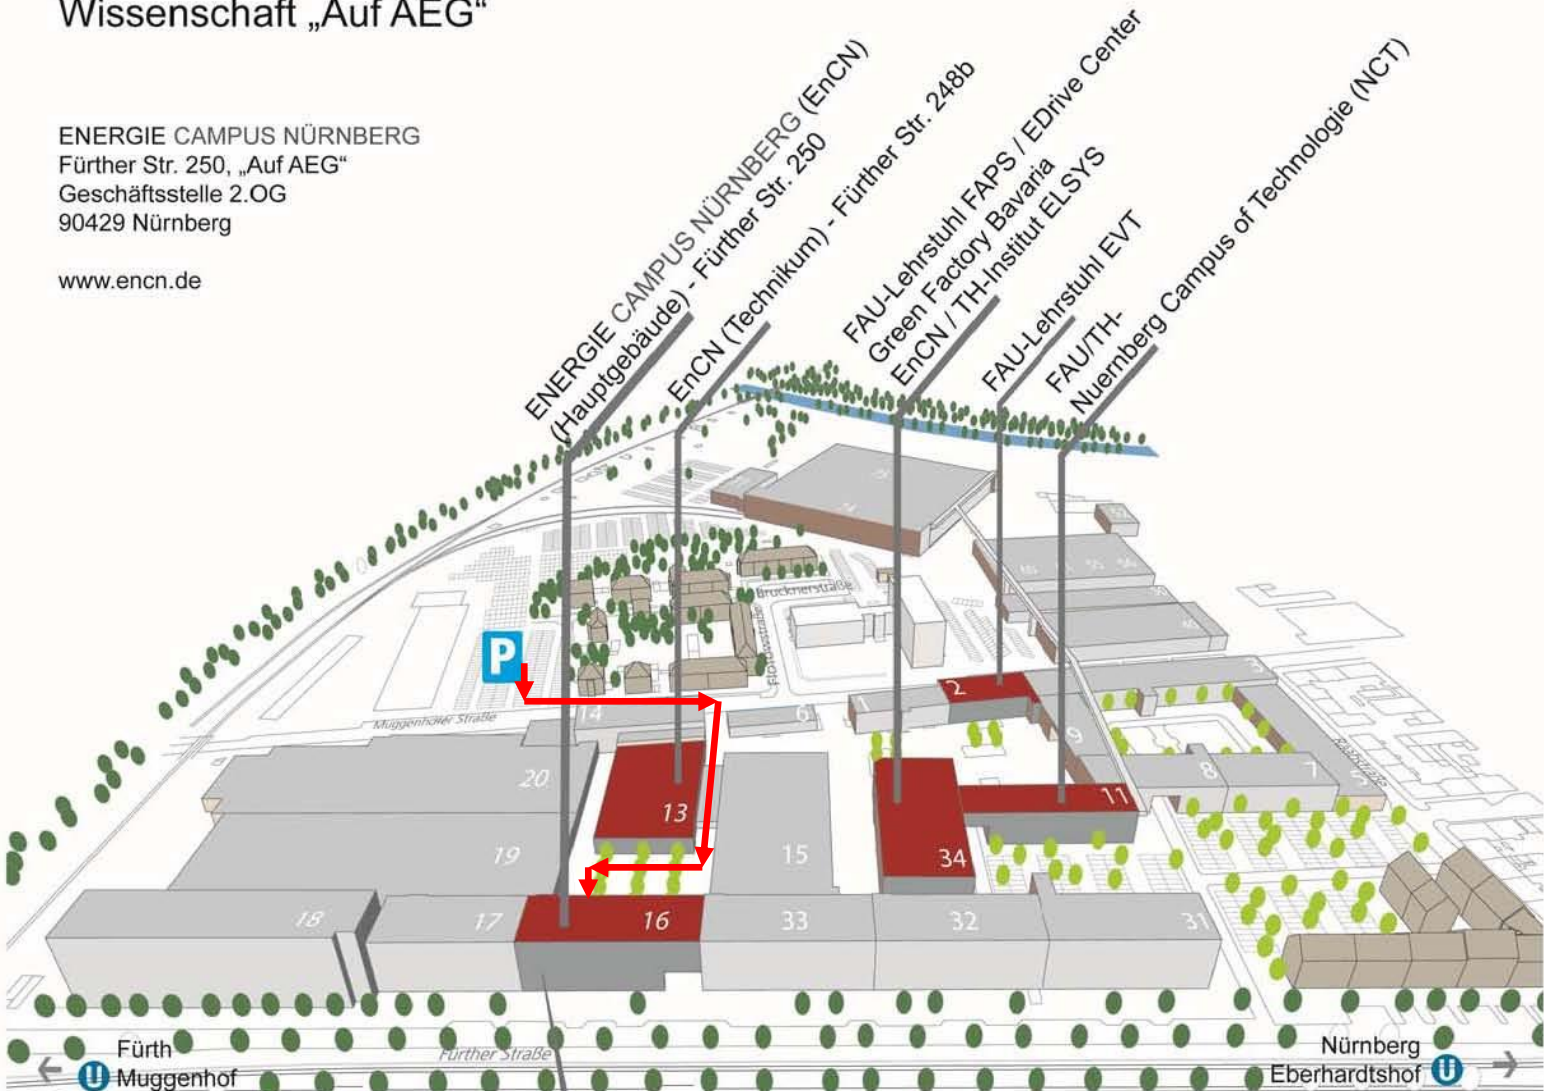 Wissenschaft „Auf AEG“
ENERGIE CAMPUS NÜRNBERG
Fürther Str. 250, „Auf AEG“
Geschäftsstelle 2.OG
90429 Nürnberg
www.encn.de
ENERGIE CAMPUS NÜRNBERG (EnCN)
(Hauptgebäude) - Fürther Str. 250
EnCN (Technikum) - Fürther Str. 248b
FAU-Lehrstuhl FAPS / EDrive Center
Green Factory Bavaria
EnCN / TH-Institut ELSYS
FAU-Lehrstuhl EVT
FAU/TH-
Nuernberg Campus of Technologie (NCT)
Brucknerstraße
P
Muggenhofer Straße
14
6
1
2
9
20
13
8
7
5
11
19
15
34
18
17
16
33
32
31
Fürther Straße
Fürth
U Muggenhof
Nürnberg
Eberhardtshof U